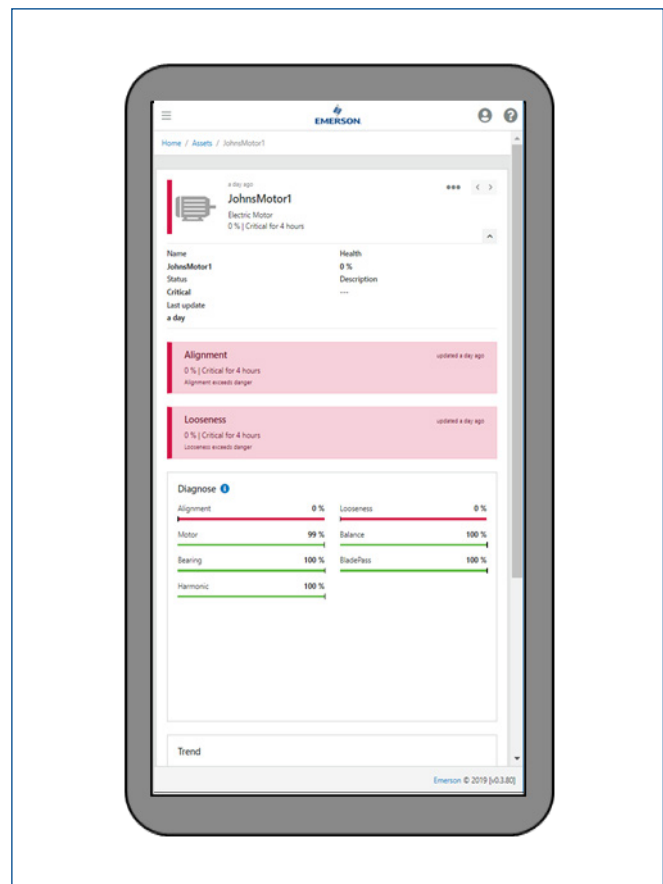 EMERSON
Home / Assets / JohnsMotor1
a day ago
JohnsMotor1
Electric Motor
0 % | Critical for 4 hours
Name
JohnsMotor1
Status
Critical
Last update
a day
Health
0 %
Description
---
Alignment
updated a day ago
0 % | Critical for 4 hours
Alignment exceeds danger
Looseness
updated a day ago
0 % | Critical for 4 hours
Looseness exceeds danger
Diagnose
Alignment 0 %
Looseness 0 %
Motor 99 %
Balance 100 %
Bearing 100 %
BladePass 100 %
Harmonic 100 %
Trend
Emerson © 2019 [v0.3.80]